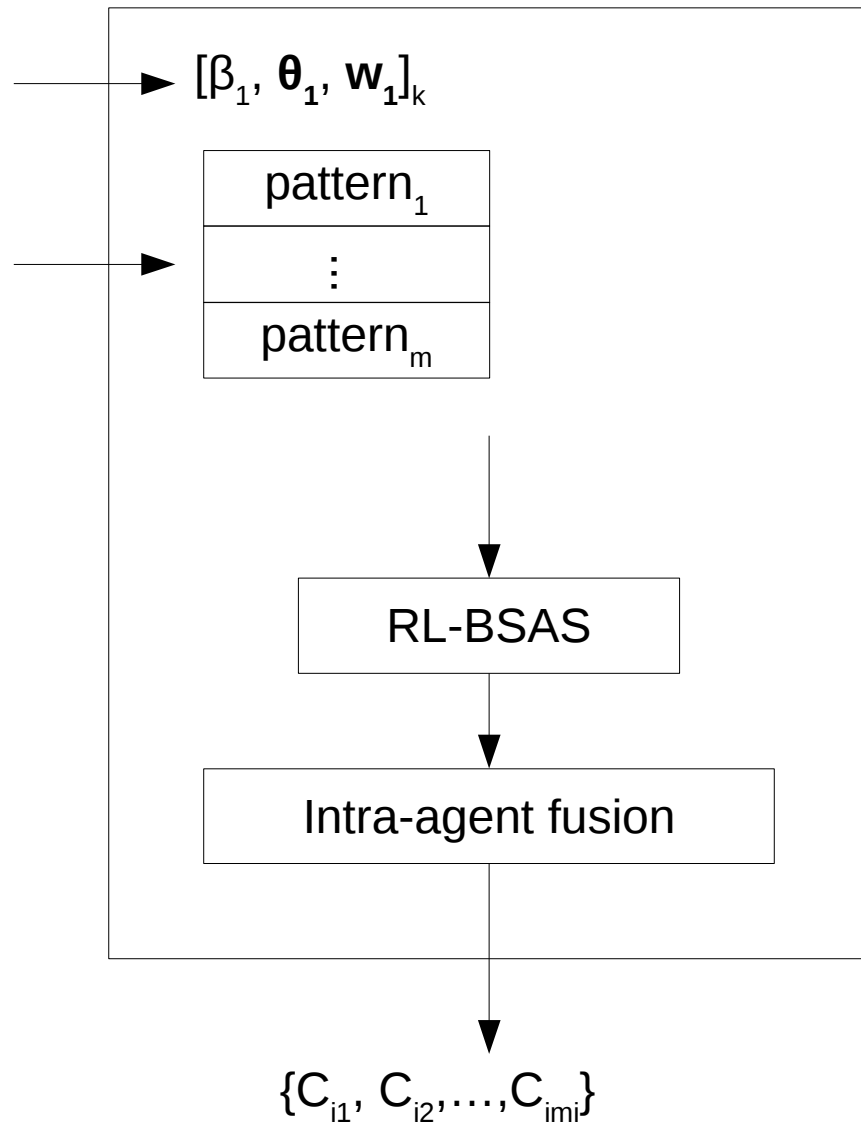 [β₁, θ₁, w₁]ₖ
pattern₁
⋮
patternₘ
RL-BSAS
Intra-agent fusion
{Cᵢ₁, Cᵢ₂,...,Cᵢₘᵢ}